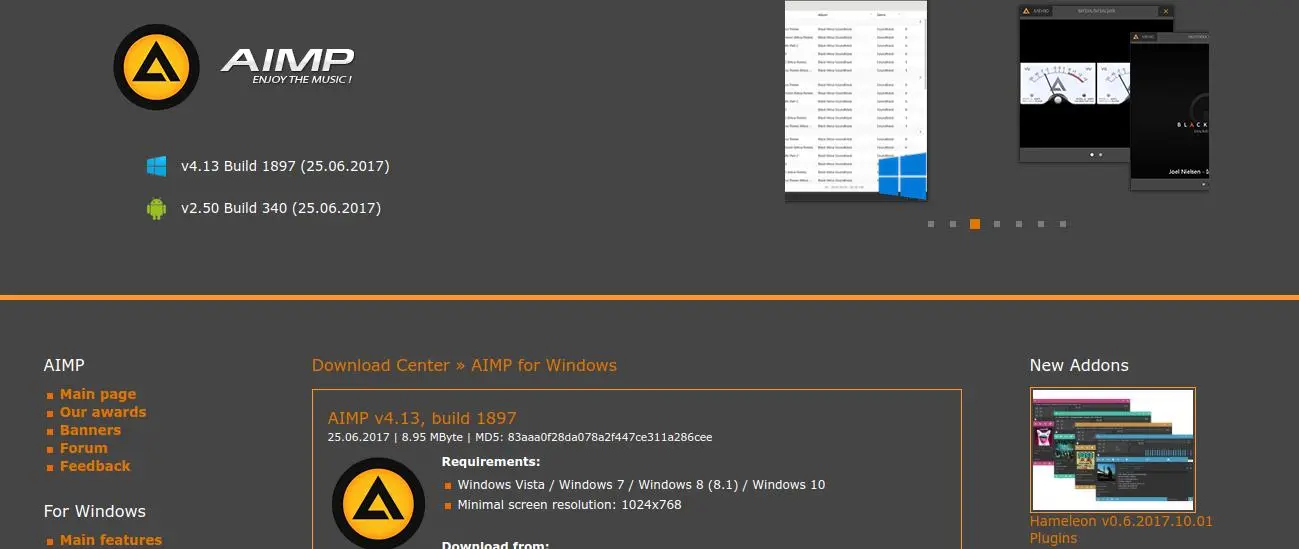 AIMP
ENJOY THE MUSIC !
v4.13 Build 1897 (25.06.2017)
v2.50 Build 340 (25.06.2017)
AIMP
Main page
Our awards
Banners
Forum
Feedback
For Windows
Main features
Download Center » AIMP for Windows
AIMP v4.13, build 1897
25.06.2017 | 8.95 MByte | MD5: 83aaa0f28da078a2f447ce311a286cee
Requirements:
Windows Vista / Windows 7 / Windows 8 (8.1) / Windows 10
Minimal screen resolution: 1024x768
Download from:
New Addons
Hameleon v0.6.2017.10.01
Plugins